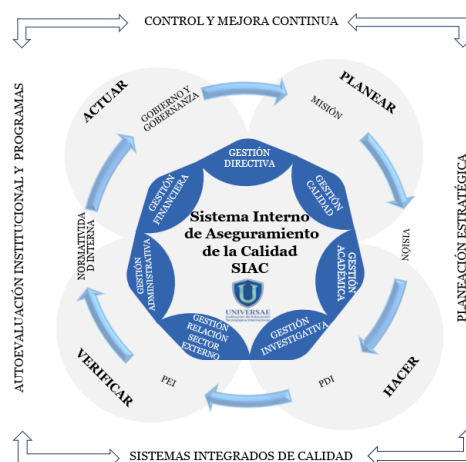 CONTROL Y MEJORA CONTINUA
ACTUAR
GOBIERNO Y
GOBERNANZA
PLANEAR
MISIÓN
AUTOEVALUACIÓN INSTITUCIONAL Y PROGRAMAS
PLANEACIÓN ESTRATÉGICA
GESTIÓN
DIRECTIVA
GESTIÓN
FINANCIERA
GESTIÓN
CALIDAD
Sistema Interno
de Aseguramiento
de la Calidad
SIAC
UNIVERSAE
NORMATIVIDA
D INTERNA
GESTIÓN
ADMINISTRATIVA
GESTIÓN
ACADÉMICA
VISIÓN
GESTIÓN
RELACIÓN
SECTOR
EXTERNO
GESTIÓN
INVESTIGATIVA
VERIFICAR
PEI
PDI
HACER
SISTEMAS INTEGRADOS DE CALIDAD